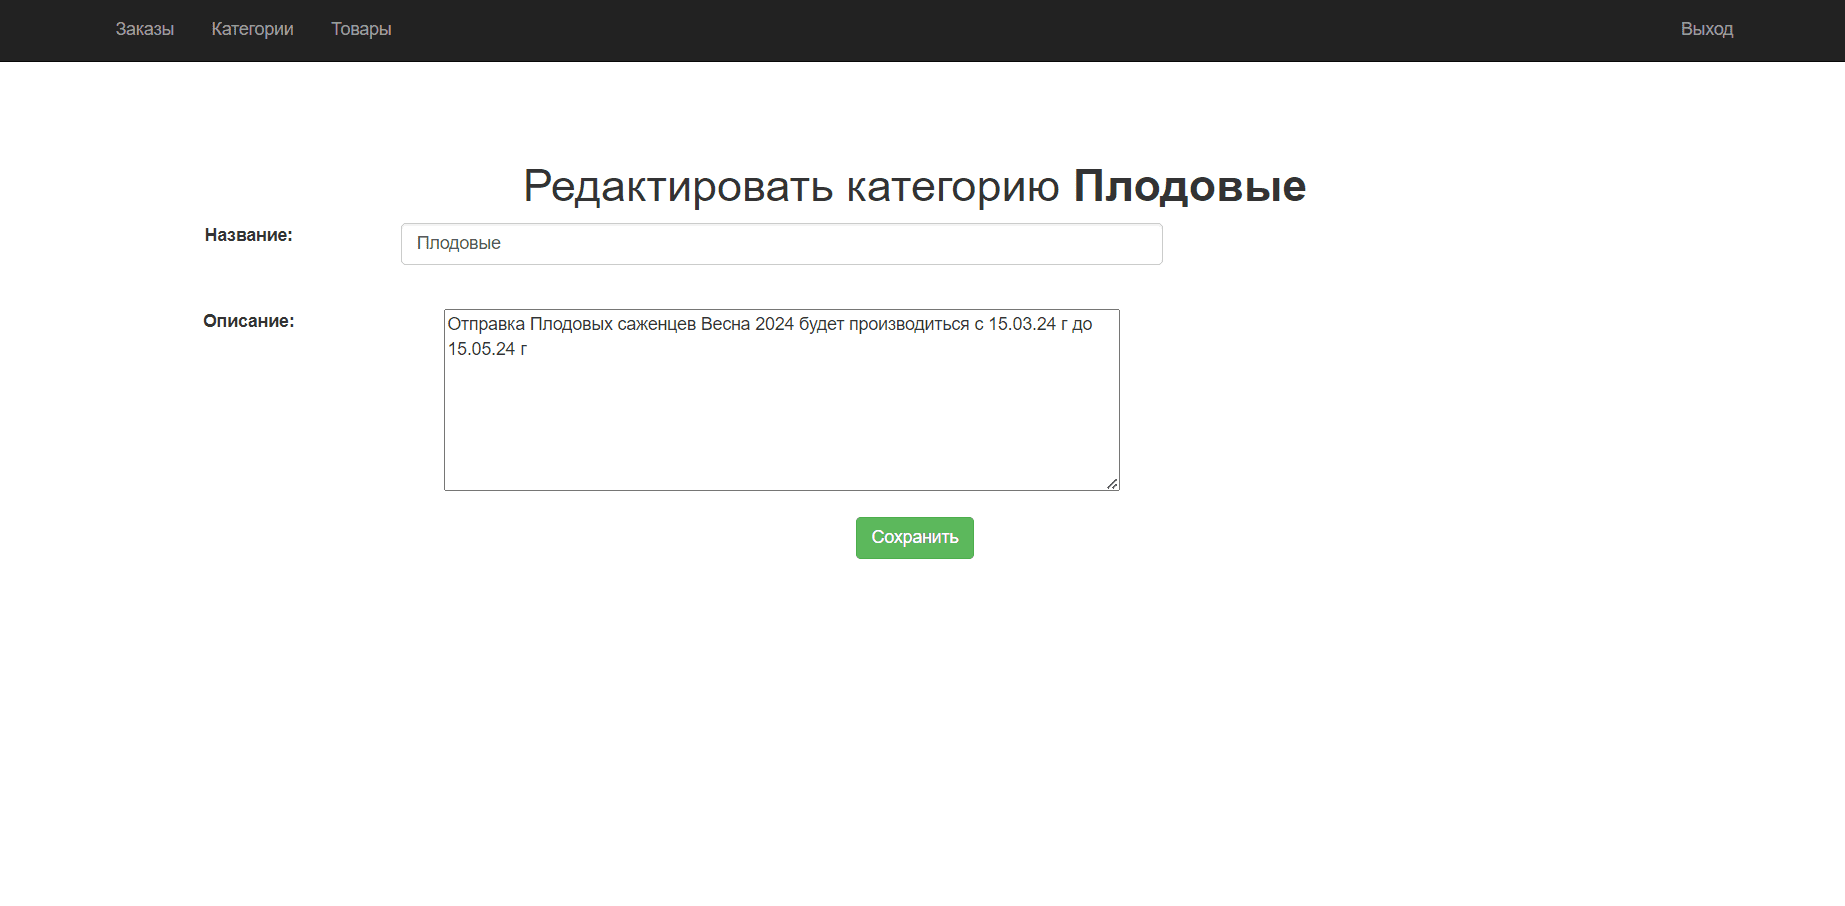 Заказы Категории Товары Выход
Редактировать категорию Плодовые
Название: Плодовые
Описание: Отправка Плодовых саженцев Весна 2024 будет производиться с 15.03.24 г до
15.05.24 г
Сохранить